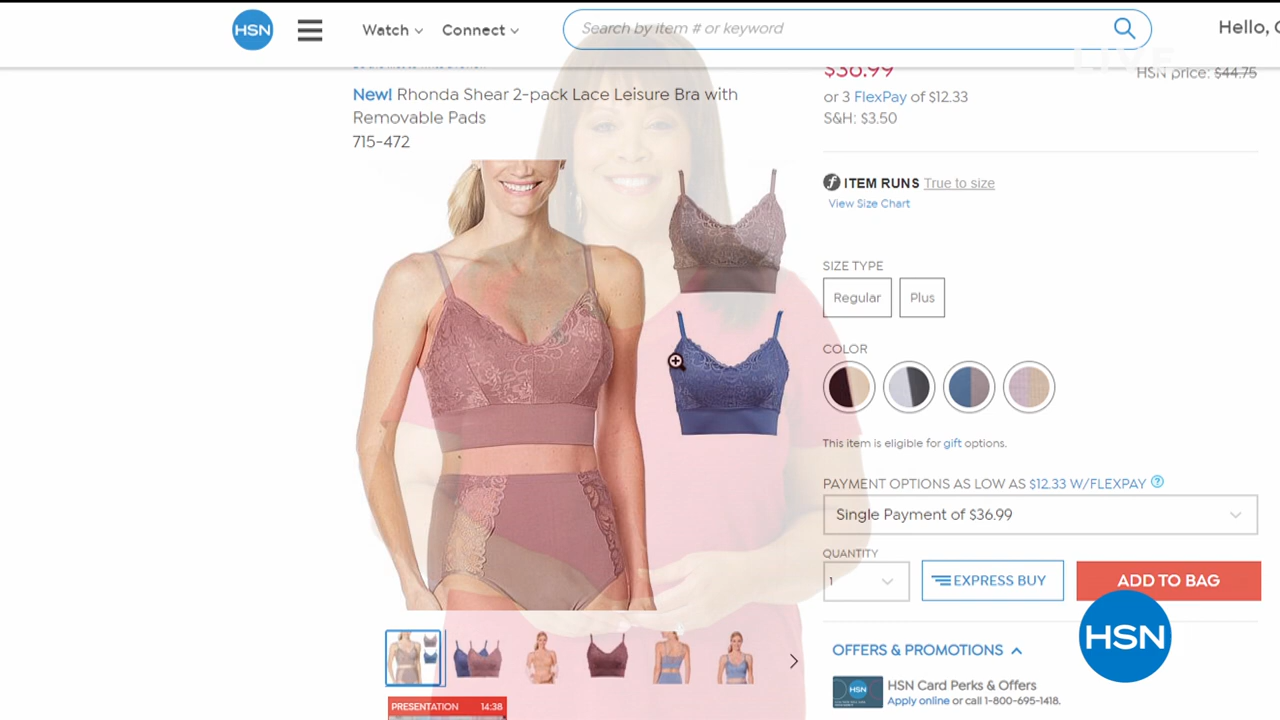 HSN
Watch
Connect
Search by item # or keyword
Hello,
LIVE
$36.99
HSN price: $44.75
New! Rhonda Shear 2-pack Lace Leisure Bra with
Removable Pads
715-472
or 3 FlexPay of $12.33
S&H: $3.50
f ITEM RUNS True to size
View Size Chart
SIZE TYPE
Regular
Plus
COLOR
This item is eligible for gift options.
PAYMENT OPTIONS AS LOW AS $12.33 W/FLEXPAY ?
Single Payment of $36.99
QUANTITY
1
EXPRESS BUY
ADD TO BAG
HSN
OFFERS & PROMOTIONS
HSN
HSN Card Perks & Offers
Apply online or call 1-800-695-1418.
PRESENTATION 14:38